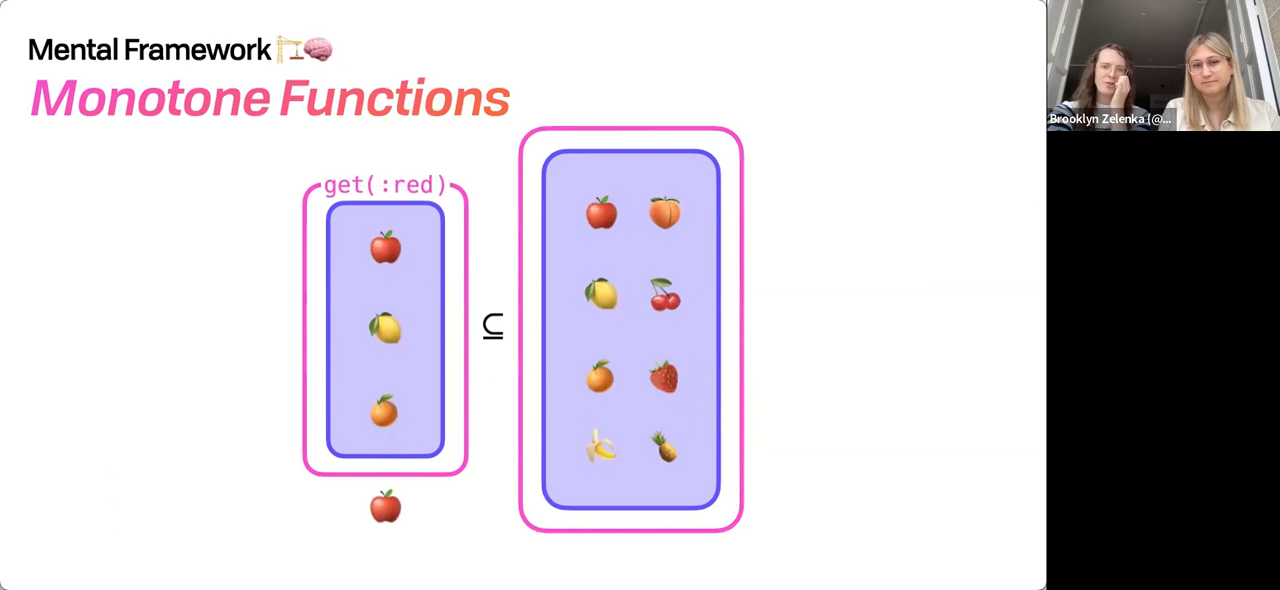 Mental Framework
Monotone Functions
get(:red)
⊆
Brooklyn Zelenka (@...